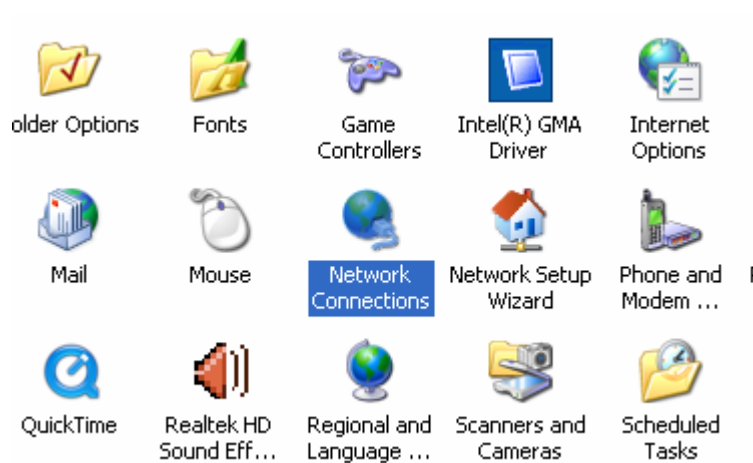 older Options
Fonts
Game
Controllers
Intel(R) GMA
Driver
Internet
Options
Mail
Mouse
Network
Connections
Network Setup
Wizard
Phone and
Modem ...
QuickTime
Realtek HD
Sound Eff...
Regional and
Language ...
Scanners and
Cameras
Scheduled
Tasks